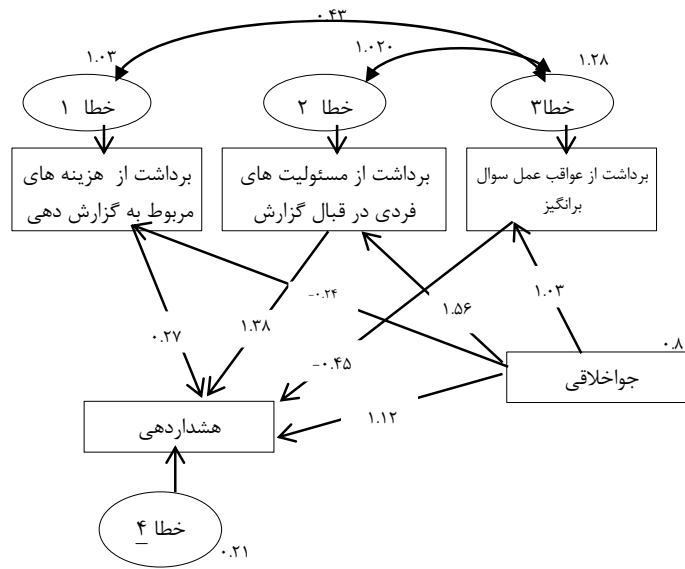 ۰.۴۳
۱.۰۲۰
۱.۰۳
۱.۲۸
خطا ۱
خطا ۲
خطا۳
برداشت از هزینه های
مربوط به گزارش دهی
برداشت از مسئولیت های
فردی در قبال گزارش
برداشت از عواقب عمل سوال
برانگیز
-۰.۲۴
۱.۵۶
۱.۰۳
۰.۲۷
۱.۳۸
-۰.۴۵
۰.۸
جواخلاقی
۱.۱۲
هشداردهی
خطا ۴
۰.۲۱